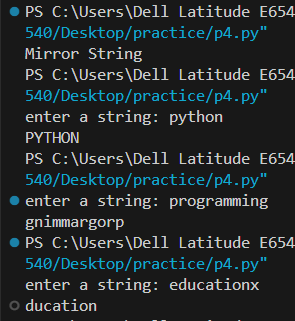 PS C:\Users\Dell Latitude E654
540/Desktop/practice/p4.py"
Mirror String
PS C:\Users\Dell Latitude E654
540/Desktop/practice/p4.py"
enter a string: python
PYTHON
PS C:\Users\Dell Latitude E654
540/Desktop/practice/p4.py"
enter a string: programming
gnimmargorp
PS C:\Users\Dell Latitude E654
540/Desktop/practice/p4.py"
enter a string: educationx
ducation